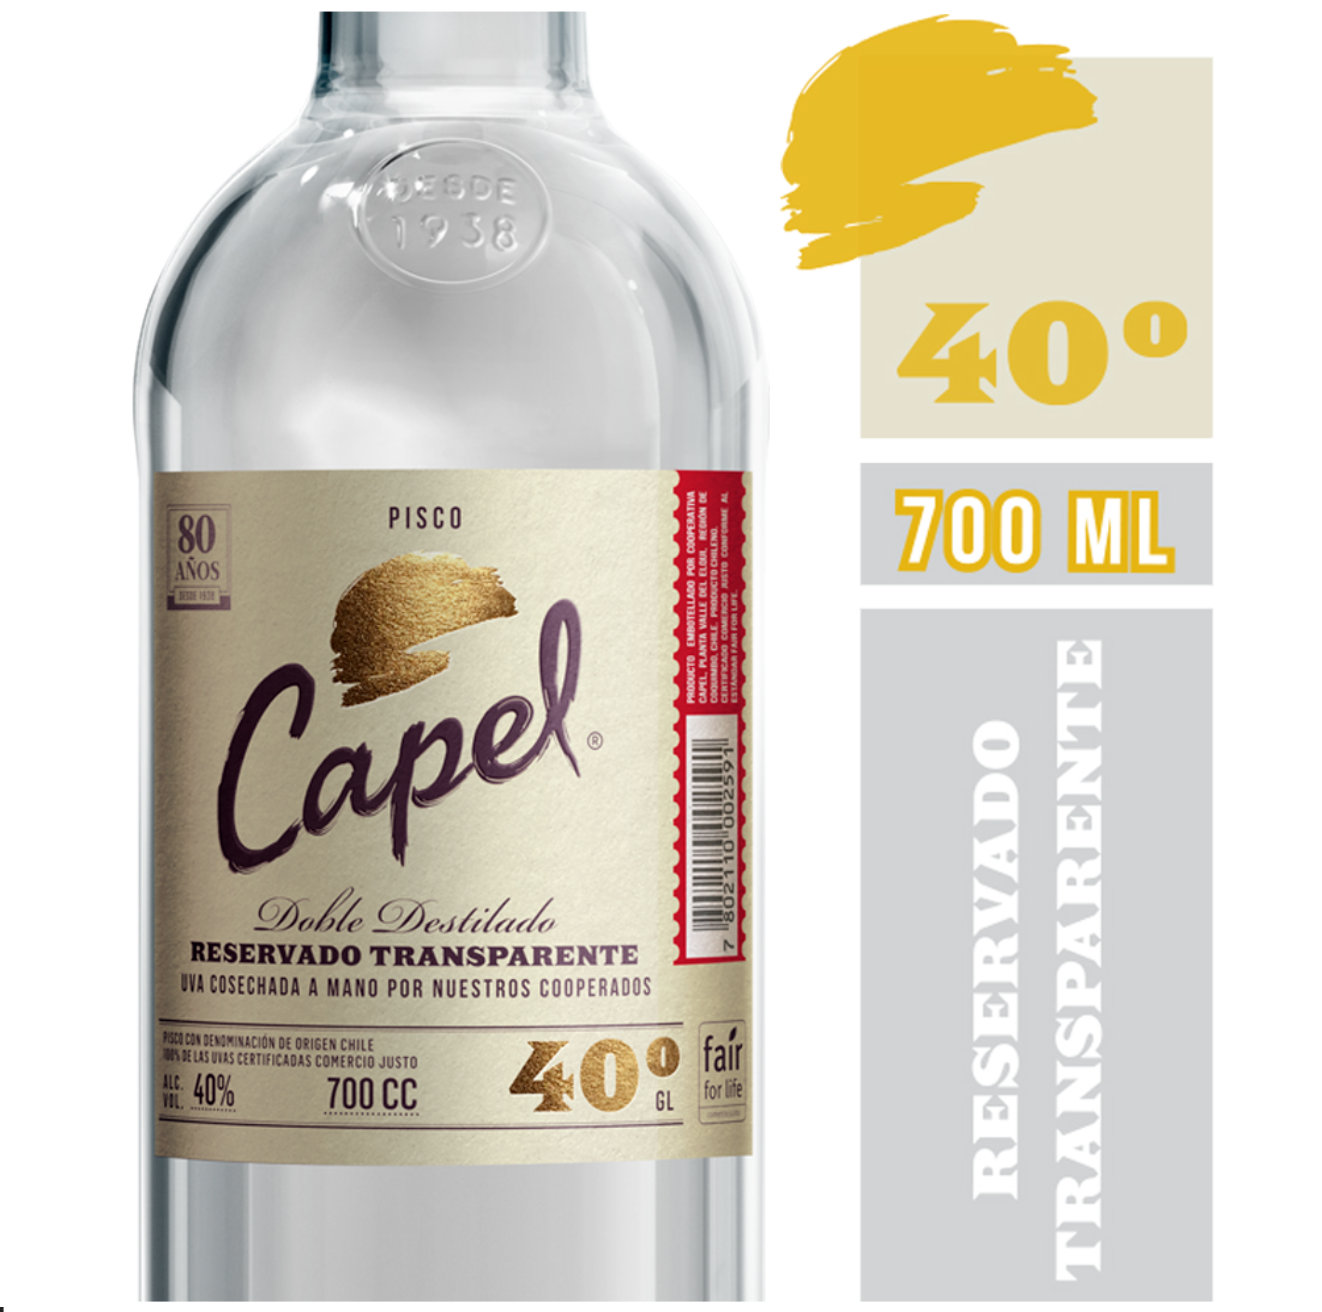 DESDE
1938
PISCO
80
AÑOS
DESDE 1938
Capel
®
Doble Destilado
RESERVADO TRANSPARENTE
UVA COSECHADA A MANO POR NUESTROS COOPERADOS
PISCO CON DENOMINACIÓN DE ORIGEN CHILE
100% DE LAS UVAS CERTIFICADAS COMERCIO JUSTO
ALC. VOL. 40%
700 CC
40º
GL
fair
for life
PRODUCTO EMBOTELLADO POR COOPERATIVA
CAPEL, PLANTA VALLE DEL ELQUI, REGIÓN DE
COQUIMBO, CHILE. PRODUCTO CHILENO.
CERTIFICADO COMERCIO JUSTO CONFORME AL
ESTÁNDAR FAIR FOR LIFE.
7 802110 002591
40º
700 ML
RESERVADO
TRANSPARENTE